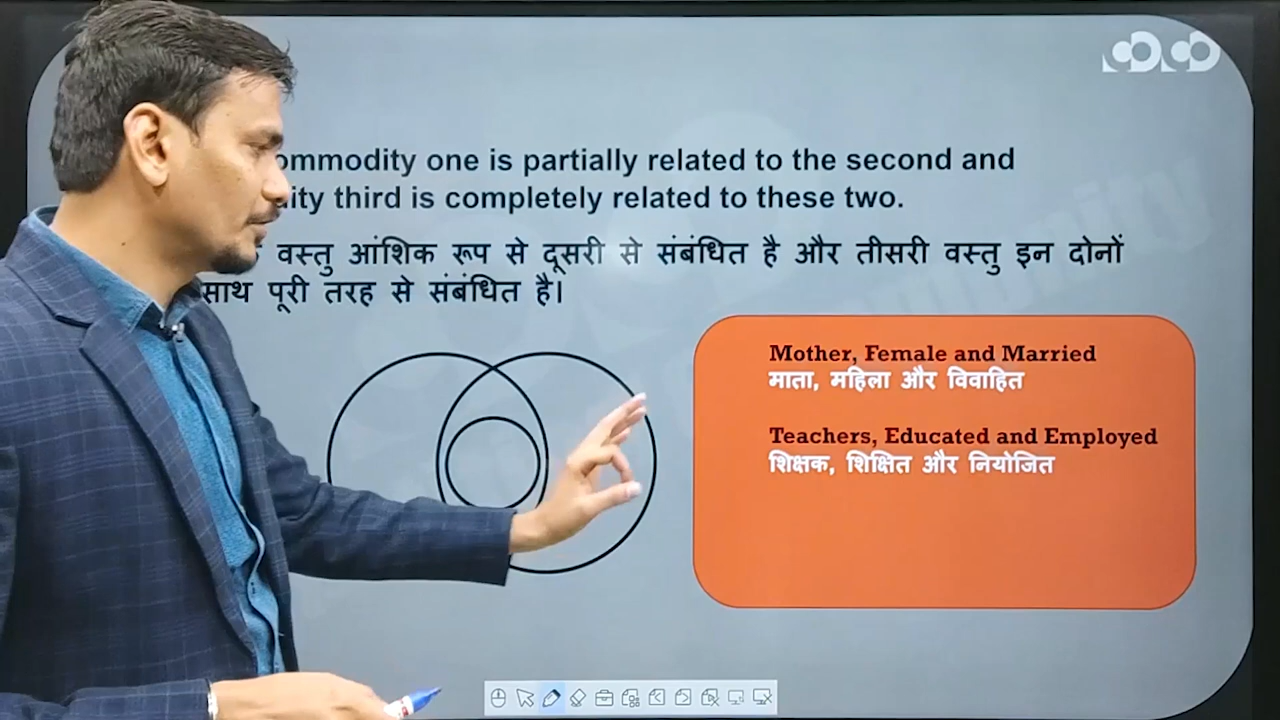 ommodity one is partially related to the second and
ity third is completely related to these two.
वस्तु आंशिक रूप से दूसरी से संबंधित है और तीसरी वस्तु इन दोनों
साथ पूरी तरह से संबंधित है।
Mother, Female and Married
माता, महिला और विवाहित
Teachers, Educated and Employed
शिक्षक, शिक्षित और नियोजित